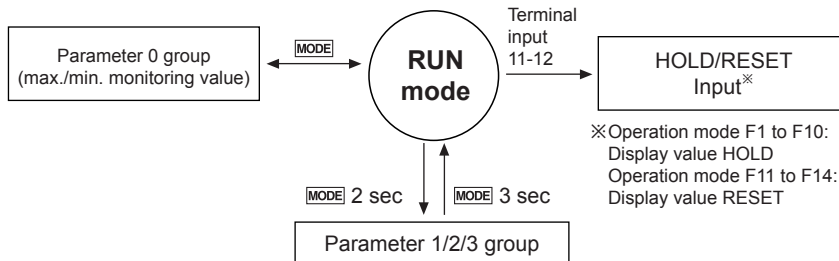 Parameter 0 group
(max./min. monitoring value)
MODE
RUN
mode
Terminal
input
11-12
HOLD/RESET
Input※
※Operation mode F1 to F10:
Display value HOLD
Operation mode F11 to F14:
Display value RESET
MODE 2 sec
MODE 3 sec
Parameter 1/2/3 group